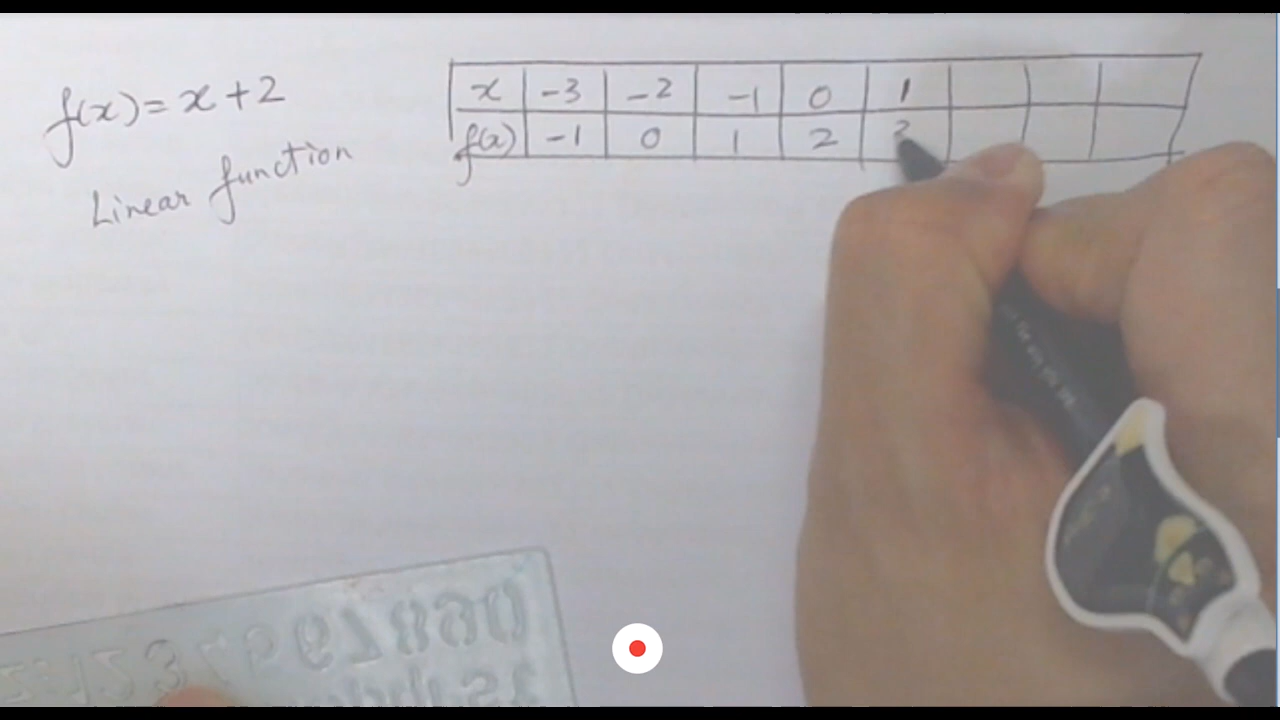 f(x) = x + 2
Linear function
x -3 -2 -1 0 1
f(x) -1 0 1 2 3